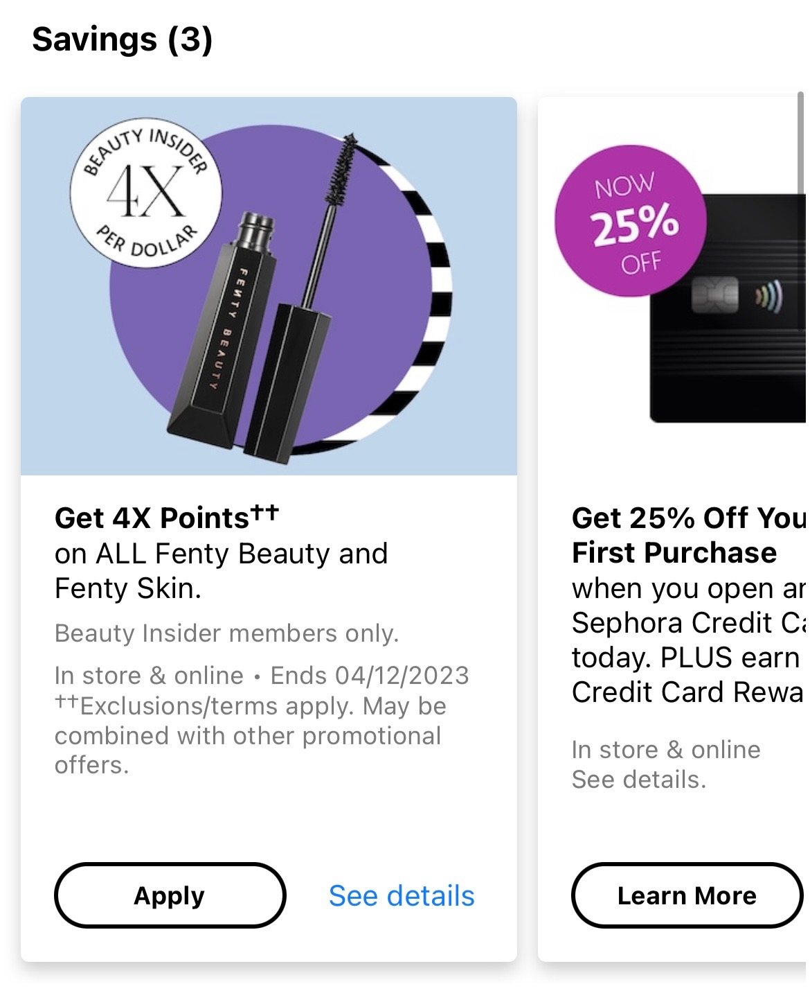 Savings (3)
BEAUTY INSIDER
4X
PER DOLLAR
FENTY BEAUTY
Get 4X Points††
on ALL Fenty Beauty and
Fenty Skin.
Beauty Insider members only.
In store & online • Ends 04/12/2023
††Exclusions/terms apply. May be
combined with other promotional
offers.
Apply
See details
NOW
25%
OFF
Get 25% Off You
First Purchase
when you open a
Sephora Credit Ca
today. PLUS earn
Credit Card Rewa
In store & online
See details.
Learn More